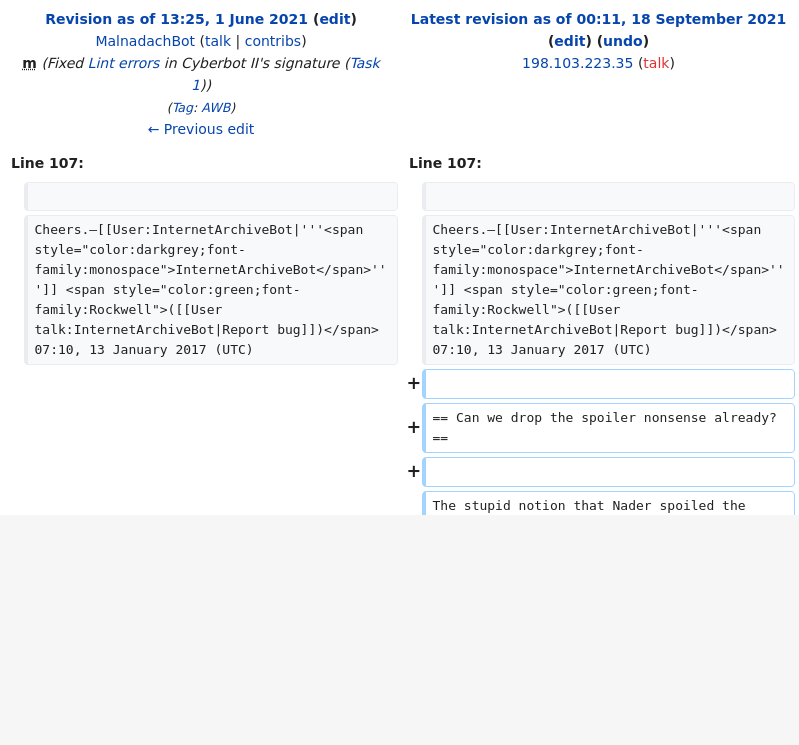 Revision as of 13:25, 1 June 2021 (edit)
MalnadachBot (talk | contribs)
m (Fixed Lint errors in Cyberbot II's signature (Task
1))
(Tag: AWB)
← Previous edit
Latest revision as of 00:11, 18 September 2021
(edit) (undo)
198.103.223.35 (talk)
Line 107:
Line 107:
Cheers.—[[User:InternetArchiveBot|'''<span
style="color:darkgrey;font-
family:monospace">InternetArchiveBot</span>''
']] <span style="color:green;font-
family:Rockwell">([[User
talk:InternetArchiveBot|Report bug]])</span>
07:10, 13 January 2017 (UTC)
Cheers.—[[User:InternetArchiveBot|'''<span
style="color:darkgrey;font-
family:monospace">InternetArchiveBot</span>''
']] <span style="color:green;font-
family:Rockwell">([[User
talk:InternetArchiveBot|Report bug]])</span>
07:10, 13 January 2017 (UTC)
+
+ == Can we drop the spoiler nonsense already?
==
+
The stupid notion that Nader spoiled the